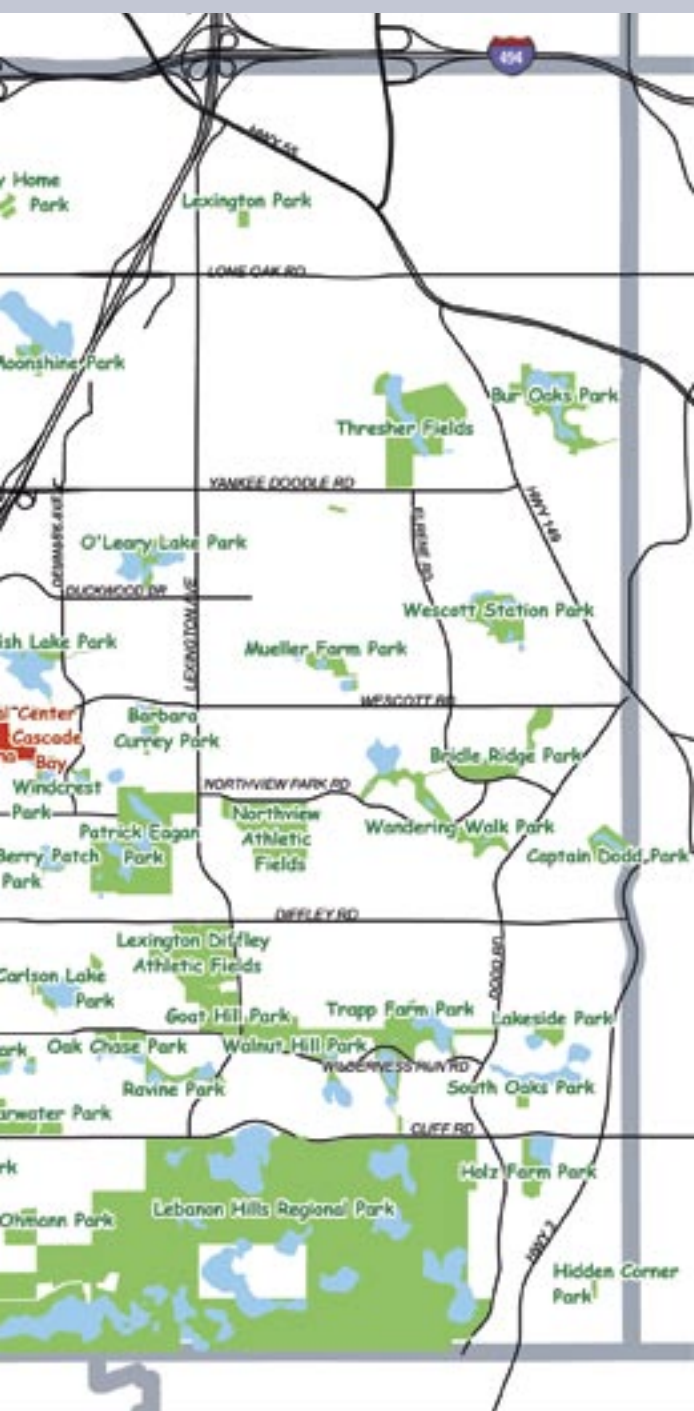 494
HWY 55
y Home
Park
Lexington Park
LONE OAK RD
Moonshine Park
Bur Oaks Park
Thresher Fields
YANKEE DOODLE RD
HWY 149
DENMARK AVE
ELRENE RD
O'Leary Lake Park
DUCKWOOD DR
LEXINGTON AVE
Wescott Station Park
ish Lake Park
Mueller Farm Park
WESCOTT RD
Center
Cascade
Bay
Barbara
Currey Park
Bridle Ridge Park
Windcrest
Park
NORTHVIEW PARK RD
Northview
Athletic
Fields
Wandering Walk Park
Patrick Eagan
Park
Berry Patch
Park
Captain Dodd Park
DIFFLEY RD
Lexington Diffley
Athletic Fields
DODD
Carlson Lake
Park
Goat Hill Park
Trapp Farm Park
Lakeside Park
ark
Oak Chase Park
Walnut Hill Park
WILDERNESS RUN RD
Ravine Park
South Oaks Park
arwater Park
CLIFF RD
rk
Holz Farm Park
Ohmann Park
Lebanon Hills Regional Park
HWY 3
Hidden Corner
Park